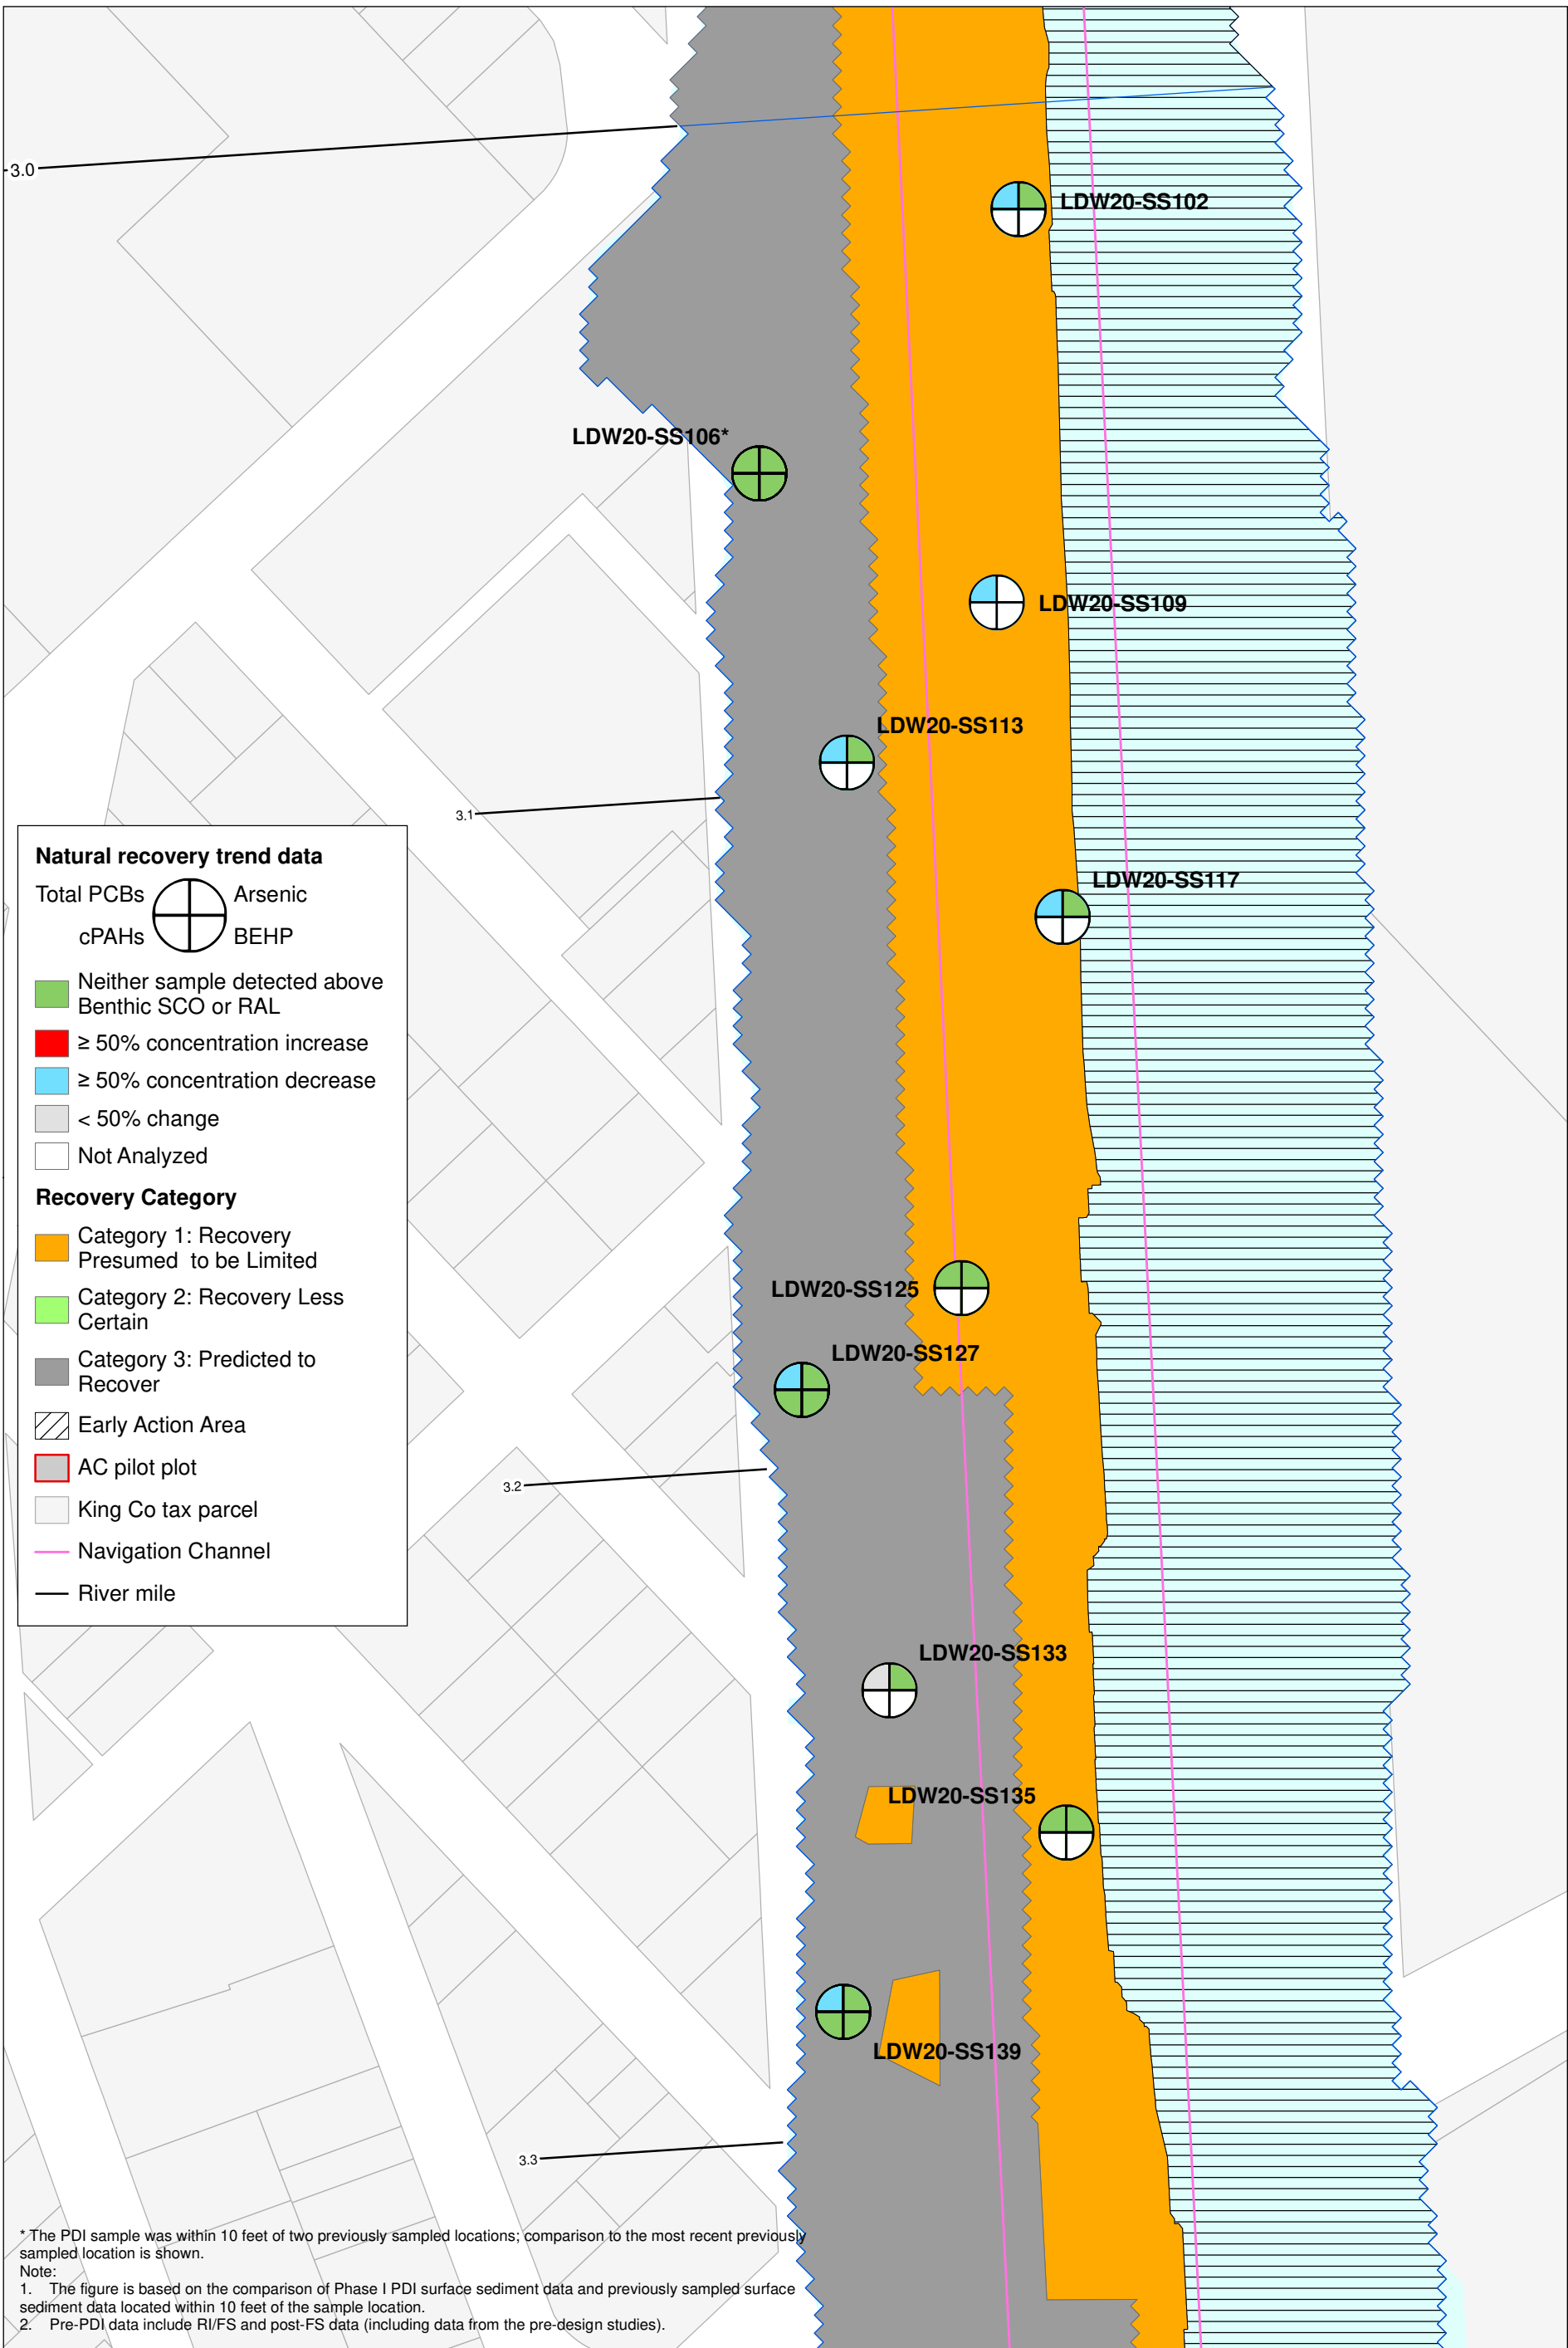 3.0
LDW20-SS102
LDW20-SS106*
LDW20-SS109
LDW20-SS113
3.1
Natural recovery trend data
Total PCBs
Arsenic
cPAHs
BEHP
Neither sample detected above
Benthic SCO or RAL
≥ 50% concentration increase
≥ 50% concentration decrease
< 50% change
Not Analyzed
Recovery Category
Category 1: Recovery
Presumed  to be Limited
Category 2: Recovery Less
Certain
Category 3: Predicted to
Recover
Early Action Area
AC pilot plot
King Co tax parcel
Navigation Channel
River mile
LDW20-SS117
LDW20-SS125
LDW20-SS127
3.2
LDW20-SS133
LDW20-SS135
LDW20-SS139
3.3
* The PDI sample was within 10 feet of two previously sampled locations; comparison to the most recent previously
sampled location is shown.
Note:
1. The figure is based on the comparison of Phase I PDI surface sediment data and previously sampled surface
sediment data located within 10 feet of the sample location.
2. Pre-PDI data include RI/FS and post-FS data (including data from the pre-design studies).